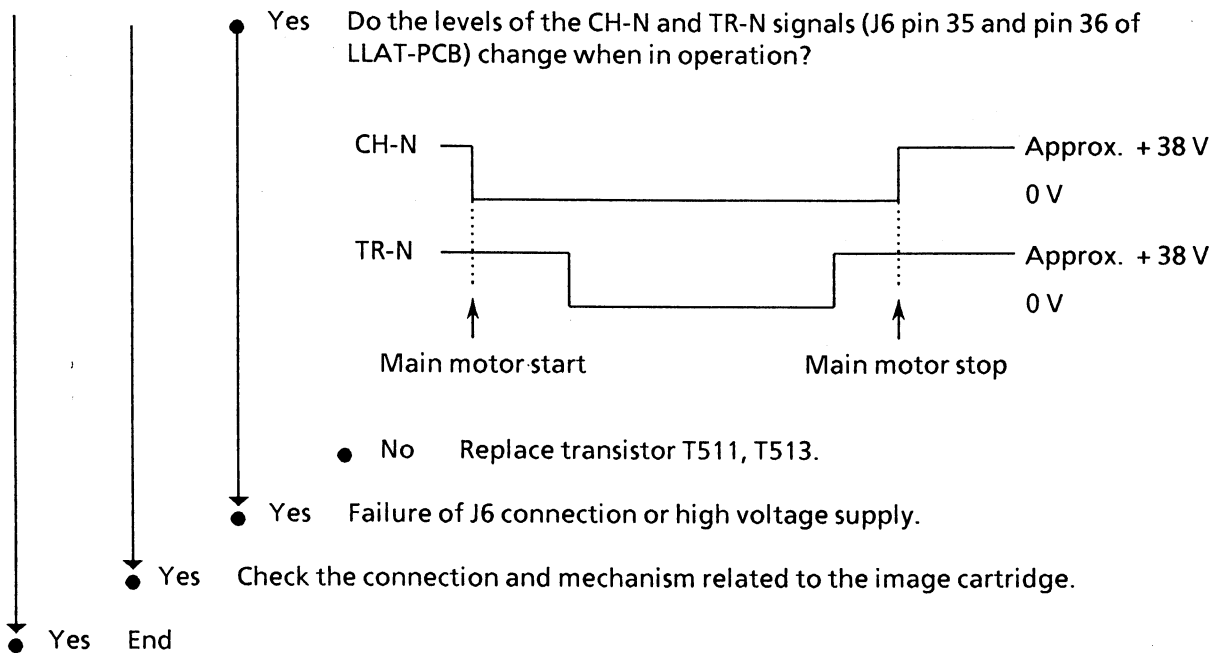 Yes Do the levels of the CH-N and TR-N signals (J6 pin 35 and pin 36 of
LLAT-PCB) change when in operation?
CH-N Approx. + 38 V
0 V
TR-N Approx. + 38 V
0 V
Main motor start Main motor stop
No Replace transistor T511, T513.
Yes Failure of J6 connection or high voltage supply.
Yes Check the connection and mechanism related to the image cartridge.
Yes End